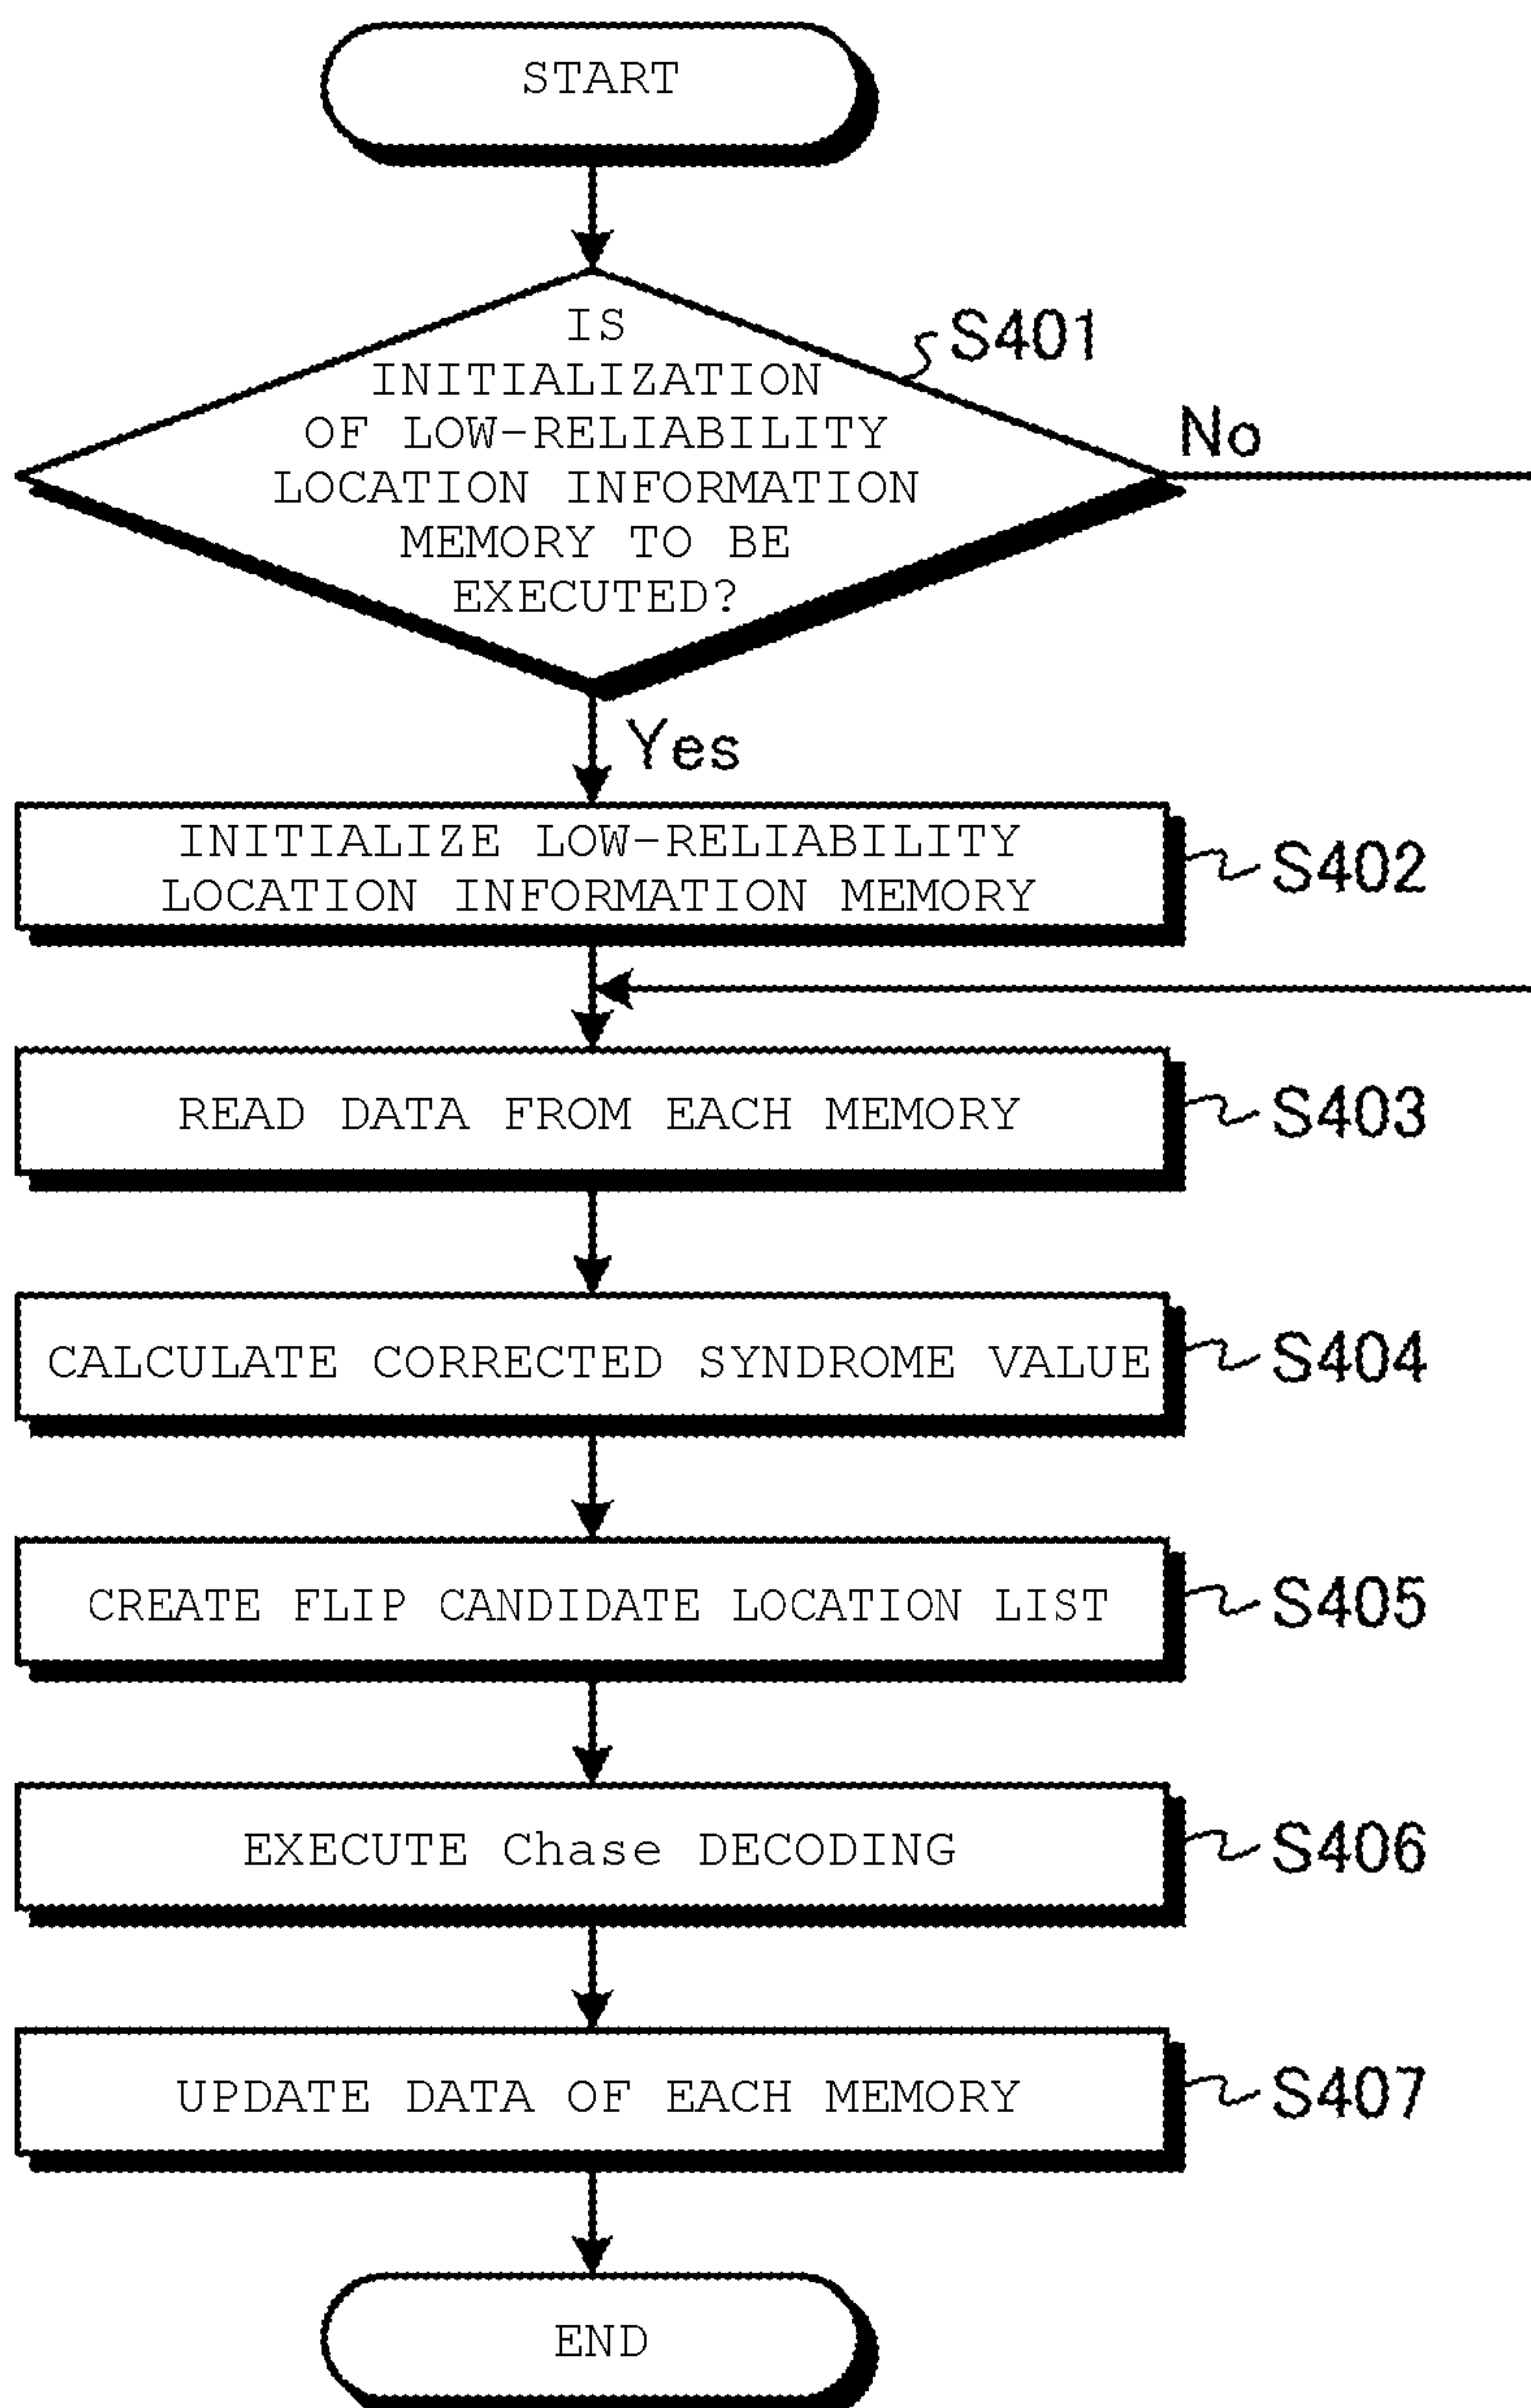 START
IS
INITIALIZATION
OF LOW-RELIABILITY
LOCATION INFORMATION
MEMORY TO BE
EXECUTED?
S401
No
Yes
INITIALIZE LOW-RELIABILITY
LOCATION INFORMATION MEMORY
S402
READ DATA FROM EACH MEMORY
S403
CALCULATE CORRECTED SYNDROME VALUE
S404
CREATE FLIP CANDIDATE LOCATION LIST
S405
EXECUTE Chase DECODING
S406
UPDATE DATA OF EACH MEMORY
S407
END